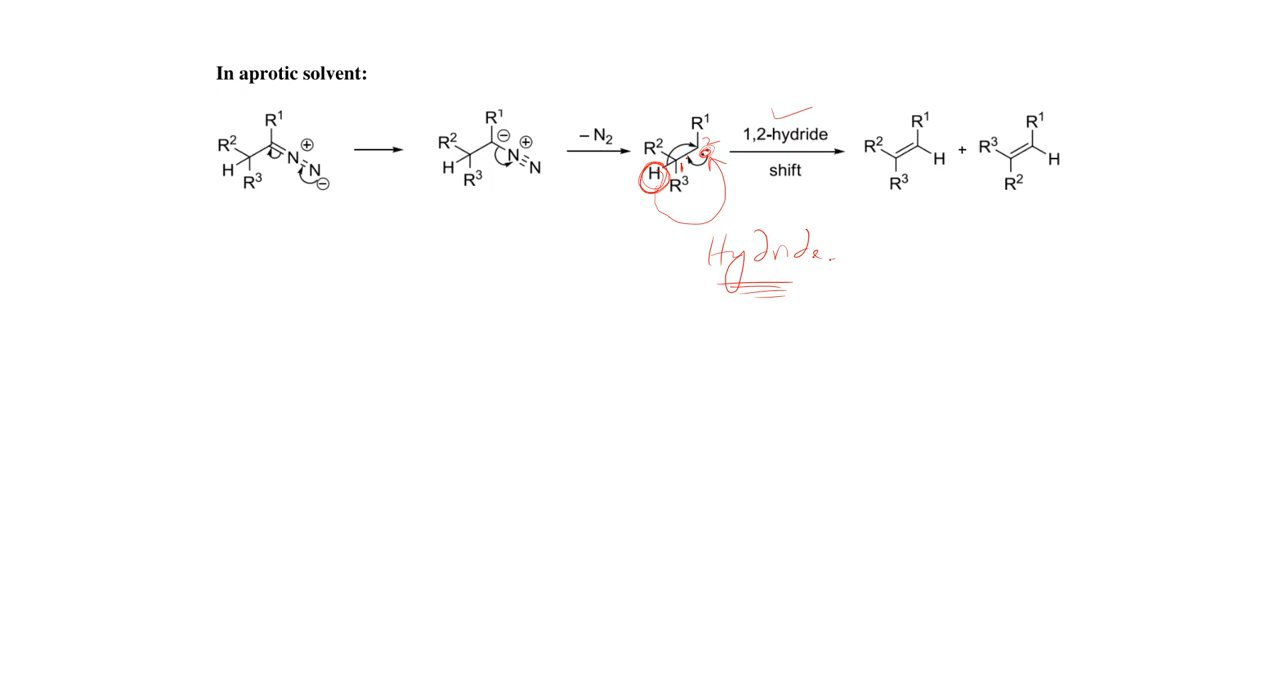 In aprotic solvent:
R¹ R² H R³ N N ⊕ ⊖
R¹ R² H R³ ⊖ N N ⊕
– N₂
R¹ R² H R³
1,2-hydride
shift
R¹ R² H R³
+
R¹ R³ H R²
Hydride.